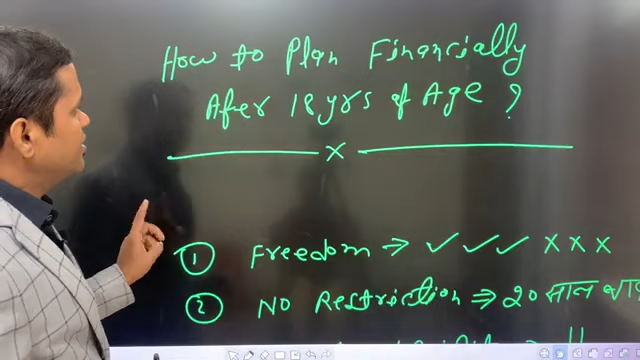 How to Plan Financially
After 18 yrs of Age ?
x
① Freedom ⇒ ✓ ✓ ✓ x x x
② No Restriction ⇒ 20 साल